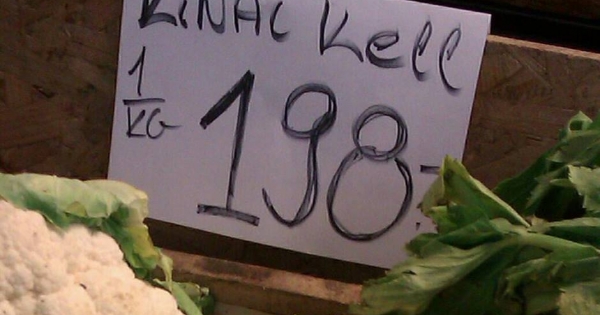 KINAI Kell
1
KG
198,-